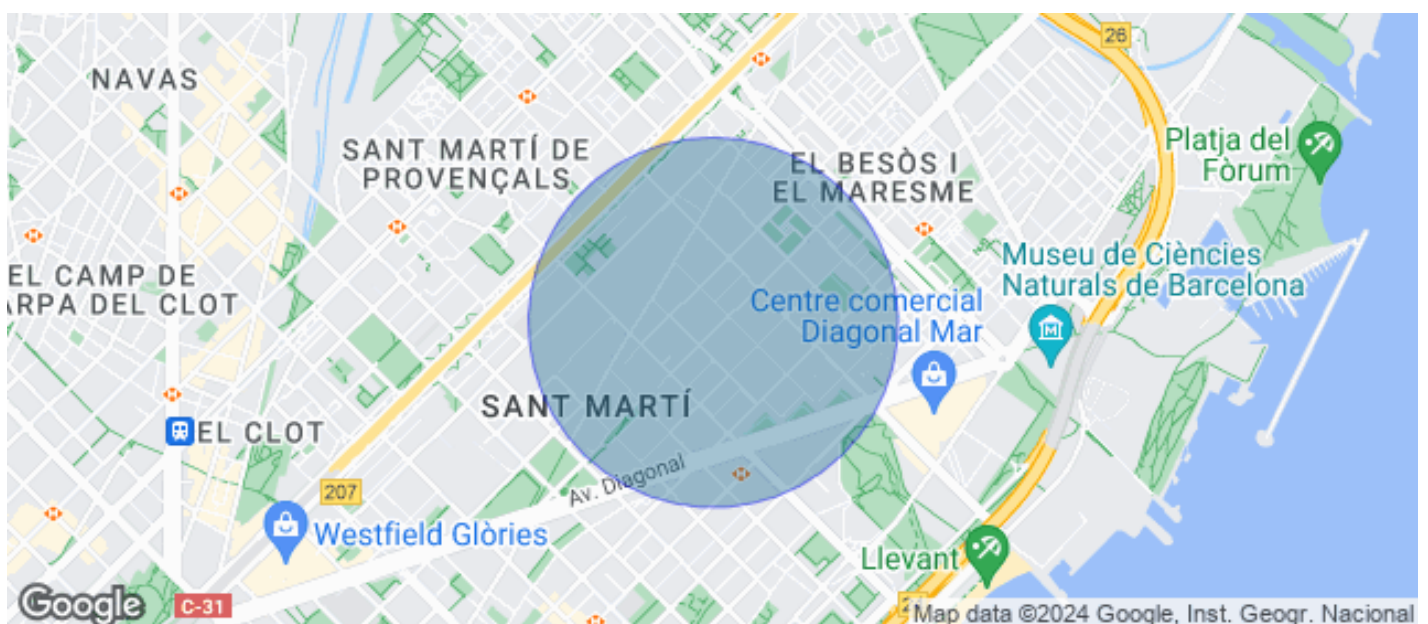 26
NAVAS
SANT MARTÍ DE
PROVENÇALS
EL BESÒS I
EL MARESME
Platja del
Fòrum
EL CAMP DE
ARPA DEL CLOT
Museu de Ciències
Naturals de Barcelona
Centre comercial
Diagonal Mar
SANT MARTÍ
EL CLOT
Av. Diagonal
207
Westfield Glòries
Llevant
Google
C-31
Map data ©2024 Google, Inst. Geogr. Nacional